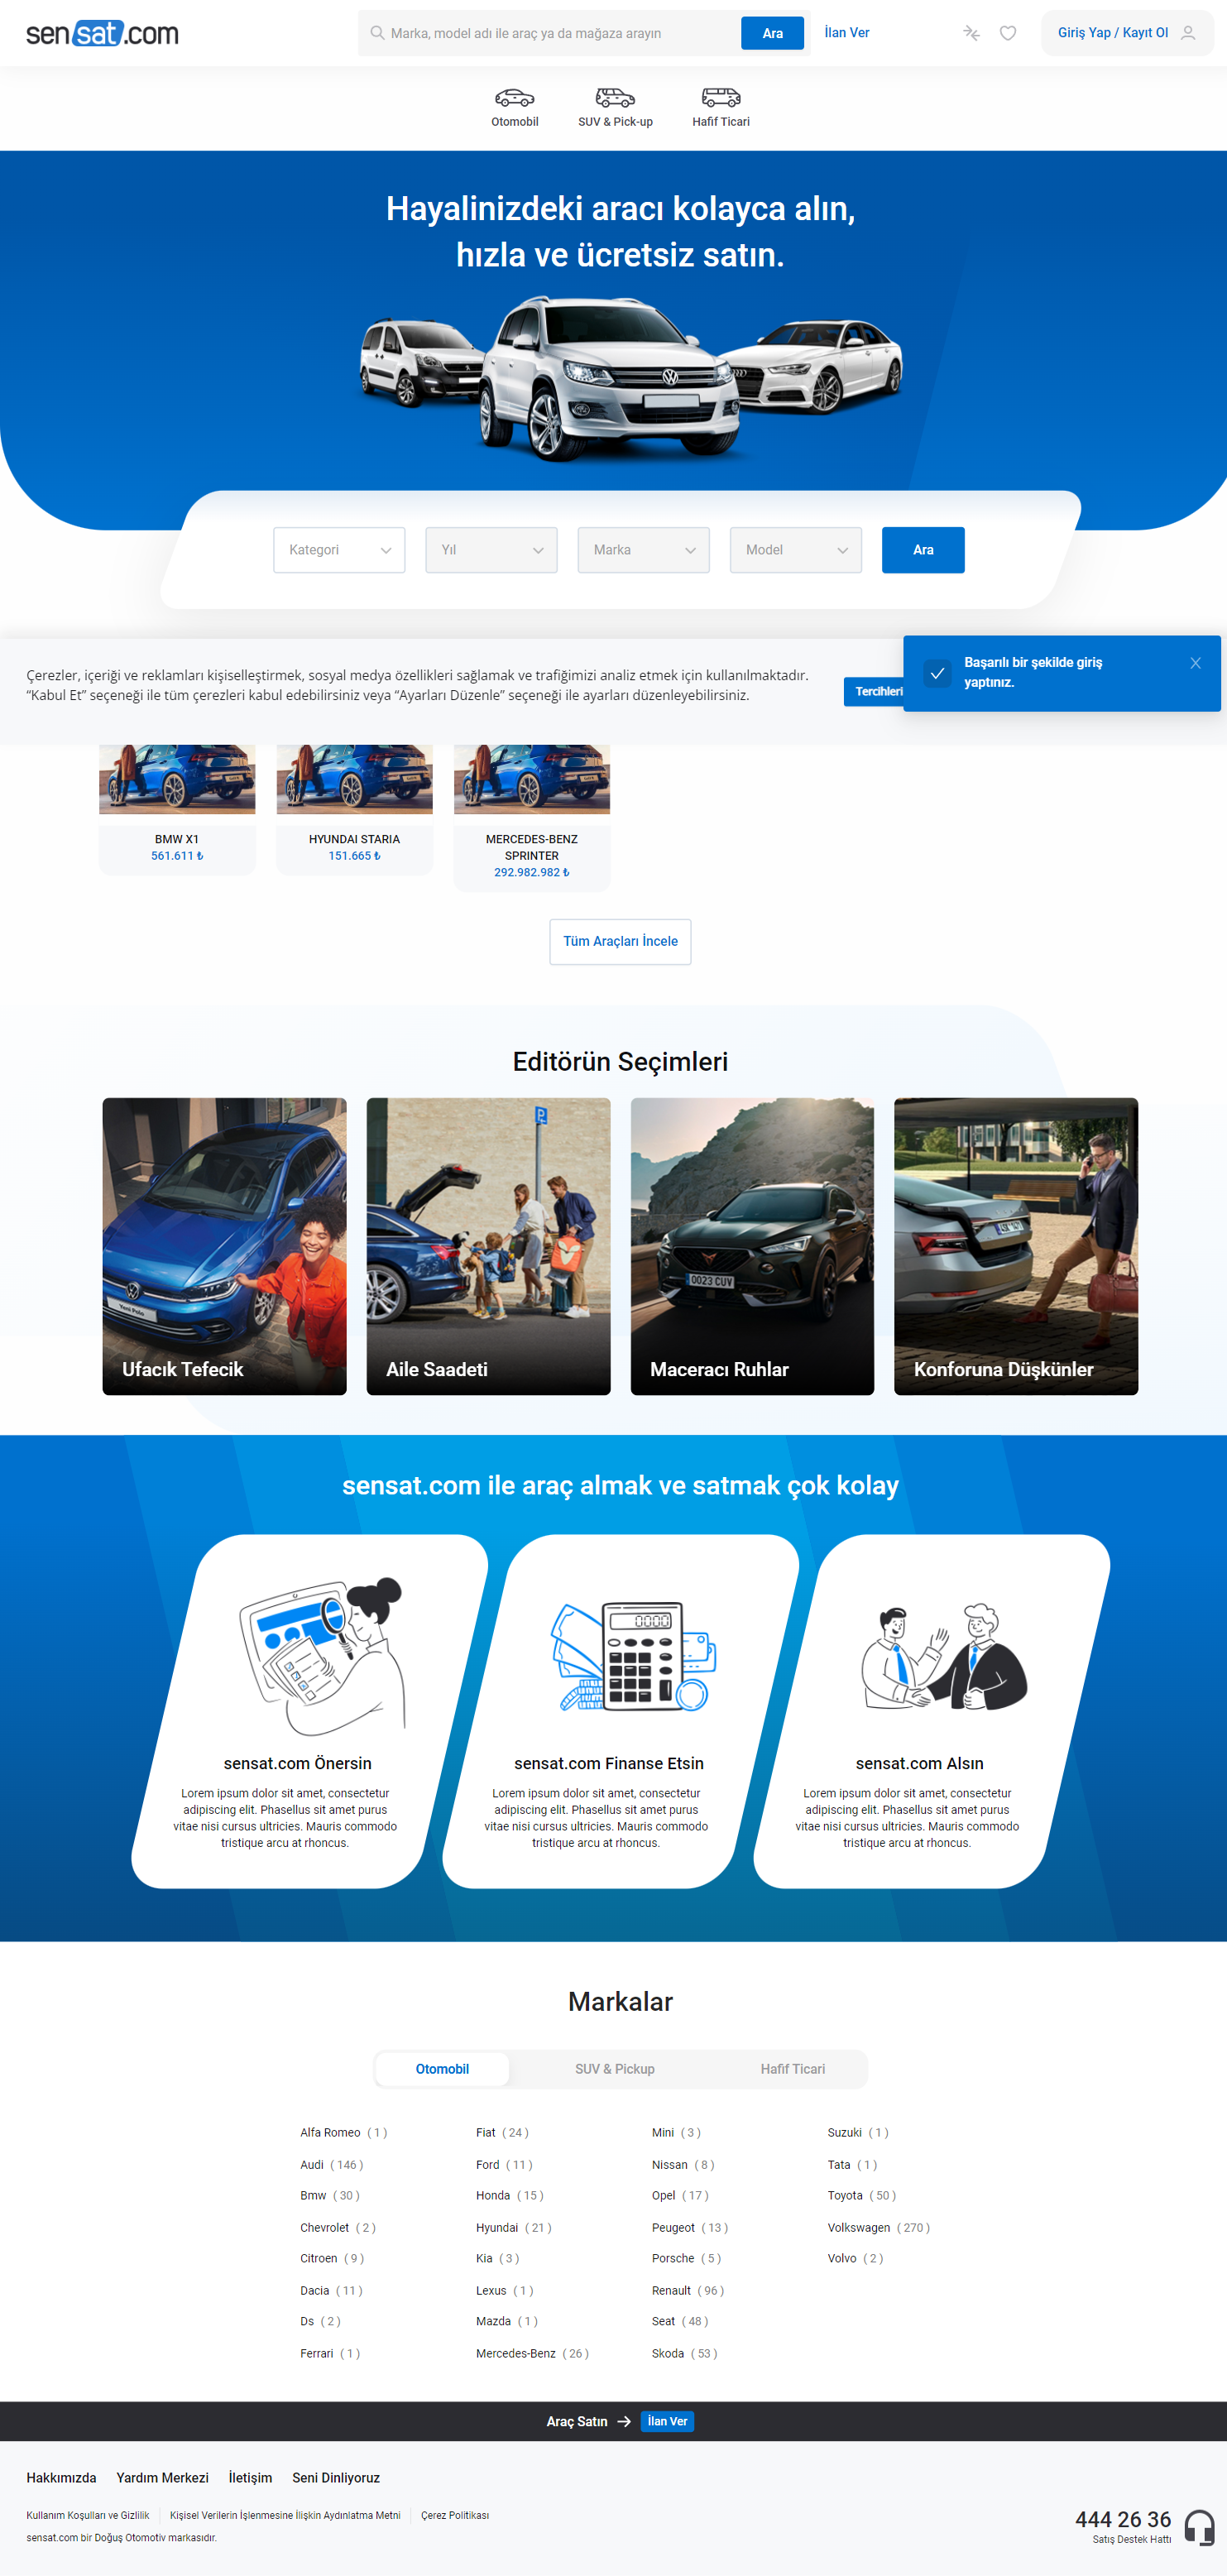 sensat.com
Marka, model adı ile araç ya da mağaza arayın
Ara
İlan Ver
Giriş Yap / Kayıt Ol
Otomobil
SUV & Pick-up
Hafif Ticari
Hayalinizdeki aracı kolayca alın,
hızla ve ücretsiz satın.
Kategori
Yıl
Marka
Model
Ara
Çerezler, içeriği ve reklamları kişiselleştirmek, sosyal medya özellikleri sağlamak ve trafiğimizi analiz etmek için kullanılmaktadır.
“Kabul Et” seçeneği ile tüm çerezleri kabul edebilirsiniz veya “Ayarları Düzenle” seçeneği ile ayarları düzenleyebilirsiniz.
Tercihleri
Başarılı bir şekilde giriş
yaptınız.
BMW X1
561.611 ₺
HYUNDAI STARIA
151.665 ₺
MERCEDES-BENZ
SPRINTER
292.982.982 ₺
Tüm Araçları İncele
Editörün Seçimleri
Yeni Polo
Ufacık Tefecik
P
Aile Saadeti
0023 CUV
Maceracı Ruhlar
Konforuna Düşkünler
sensat.com ile araç almak ve satmak çok kolay
0000
sensat.com Önersin
Lorem ipsum dolor sit amet, consectetur
adipiscing elit. Phasellus sit amet purus
vitae nisi cursus ultricies. Mauris commodo
tristique arcu at rhoncus.
sensat.com Finanse Etsin
Lorem ipsum dolor sit amet, consectetur
adipiscing elit. Phasellus sit amet purus
vitae nisi cursus ultricies. Mauris commodo
tristique arcu at rhoncus.
sensat.com Alsın
Lorem ipsum dolor sit amet, consectetur
adipiscing elit. Phasellus sit amet purus
vitae nisi cursus ultricies. Mauris commodo
tristique arcu at rhoncus.
Markalar
Otomobil
SUV & Pickup
Hafif Ticari
Alfa Romeo ( 1 )
Audi ( 146 )
Bmw ( 30 )
Chevrolet ( 2 )
Citroen ( 9 )
Dacia ( 11 )
Ds ( 2 )
Ferrari ( 1 )
Fiat ( 24 )
Ford ( 11 )
Honda ( 15 )
Hyundai ( 21 )
Kia ( 3 )
Lexus ( 1 )
Mazda ( 1 )
Mercedes-Benz ( 26 )
Mini ( 3 )
Nissan ( 8 )
Opel ( 17 )
Peugeot ( 13 )
Porsche ( 5 )
Renault ( 96 )
Seat ( 48 )
Skoda ( 53 )
Suzuki ( 1 )
Tata ( 1 )
Toyota ( 50 )
Volkswagen ( 270 )
Volvo ( 2 )
Araç Satın
İlan Ver
Hakkımızda
Yardım Merkezi
İletişim
Seni Dinliyoruz
Kullanım Koşulları ve Gizlilik
Kişisel Verilerin İşlenmesine İlişkin Aydınlatma Metni
Çerez Politikası
sensat.com bir Doğuş Otomotiv markasıdır.
444 26 36
Satış Destek Hattı